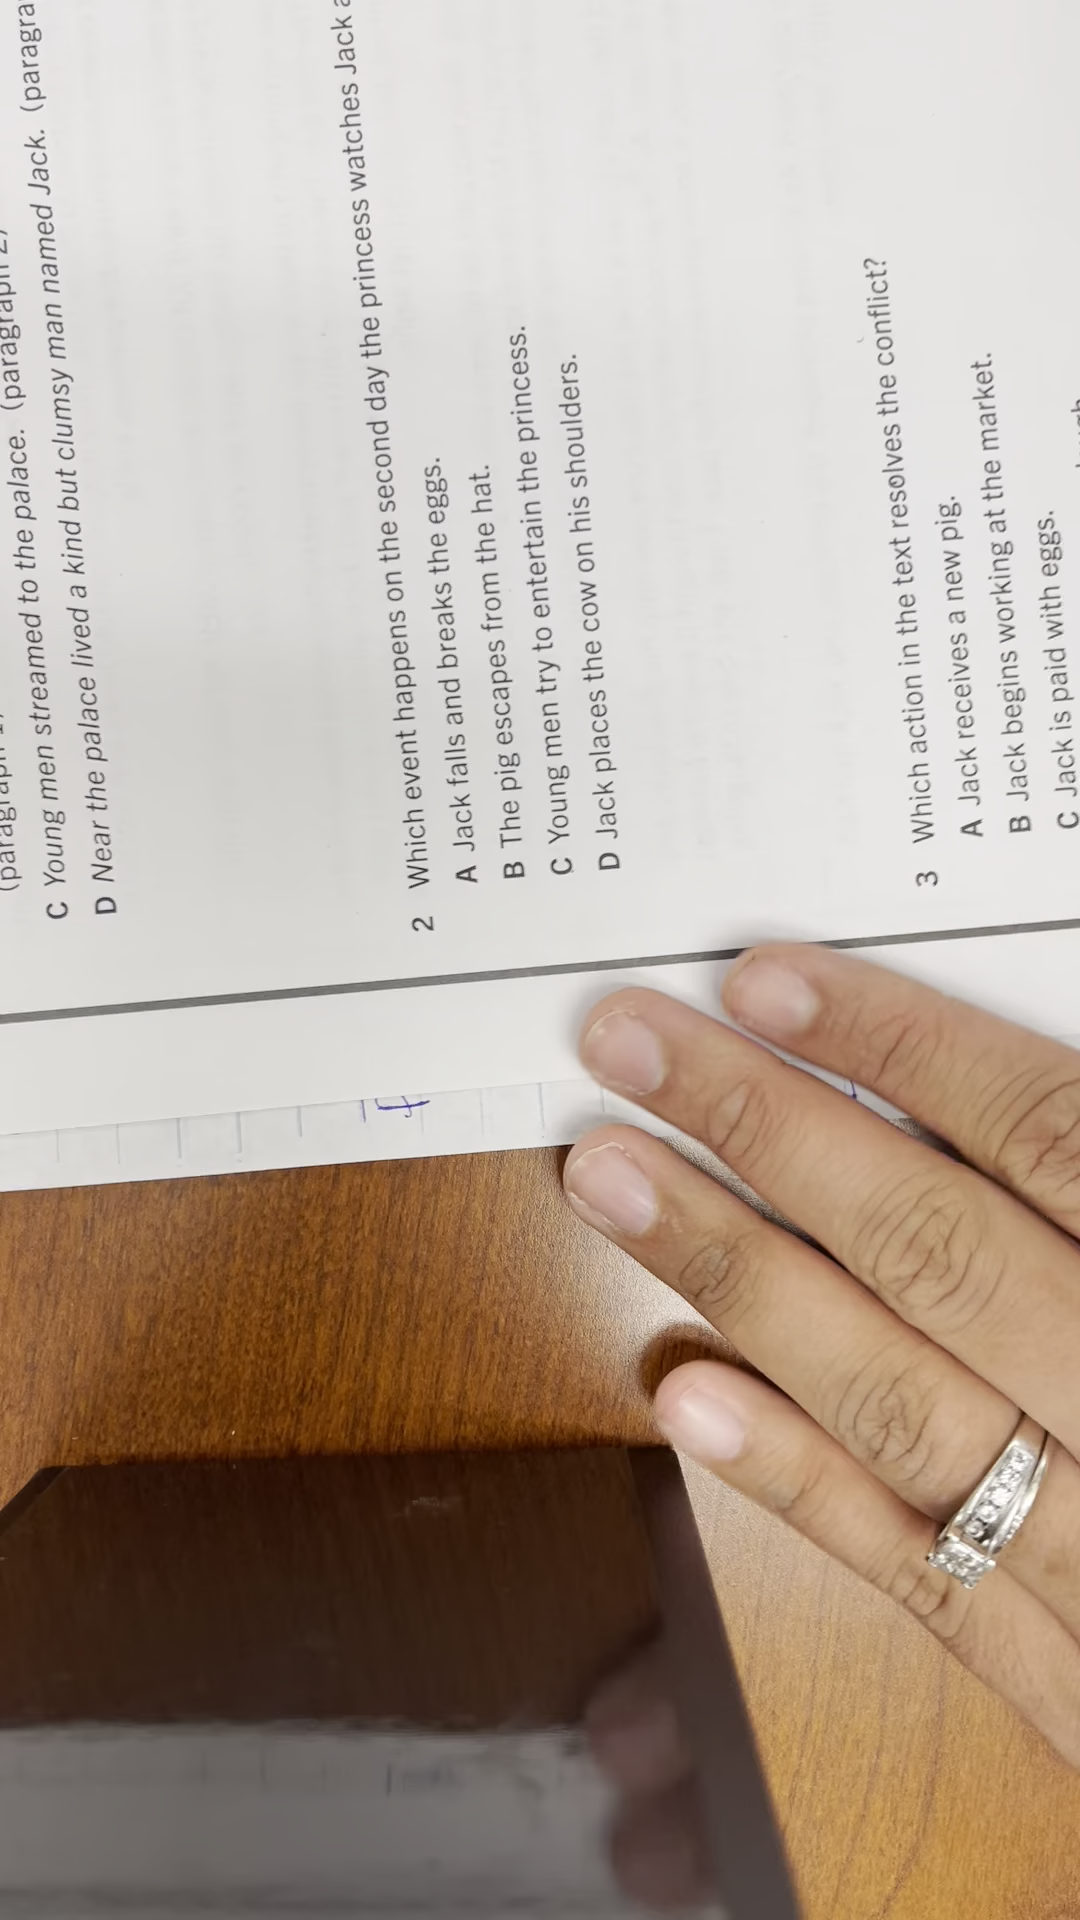 (paragraph
C Young men streamed to the palace. (paragraph 2)
D Near the palace lived a kind but clumsy man named Jack.
2 Which event happens on the second day the princess watches Jack
A Jack falls and breaks the eggs.
B The pig escapes from the hat.
C Young men try to entertain the princess.
D Jack places the cow on his shoulders.
3 Which action in the text resolves the conflict?
A Jack receives a new pig.
B Jack begins working at the market.
C Jack is paid with eggs.